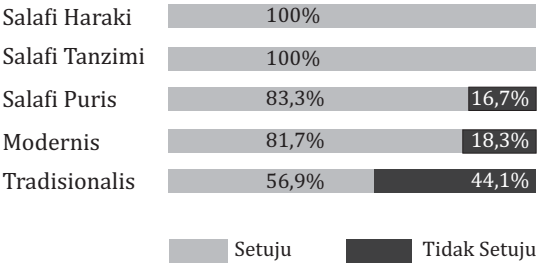 Salafi Haraki 100%
Salafi Tanzimi 100%
Salafi Puris 83,3% 16,7%
Modernis 81,7% 18,3%
Tradisionalis 56,9% 44,1%
Setuju Tidak Setuju